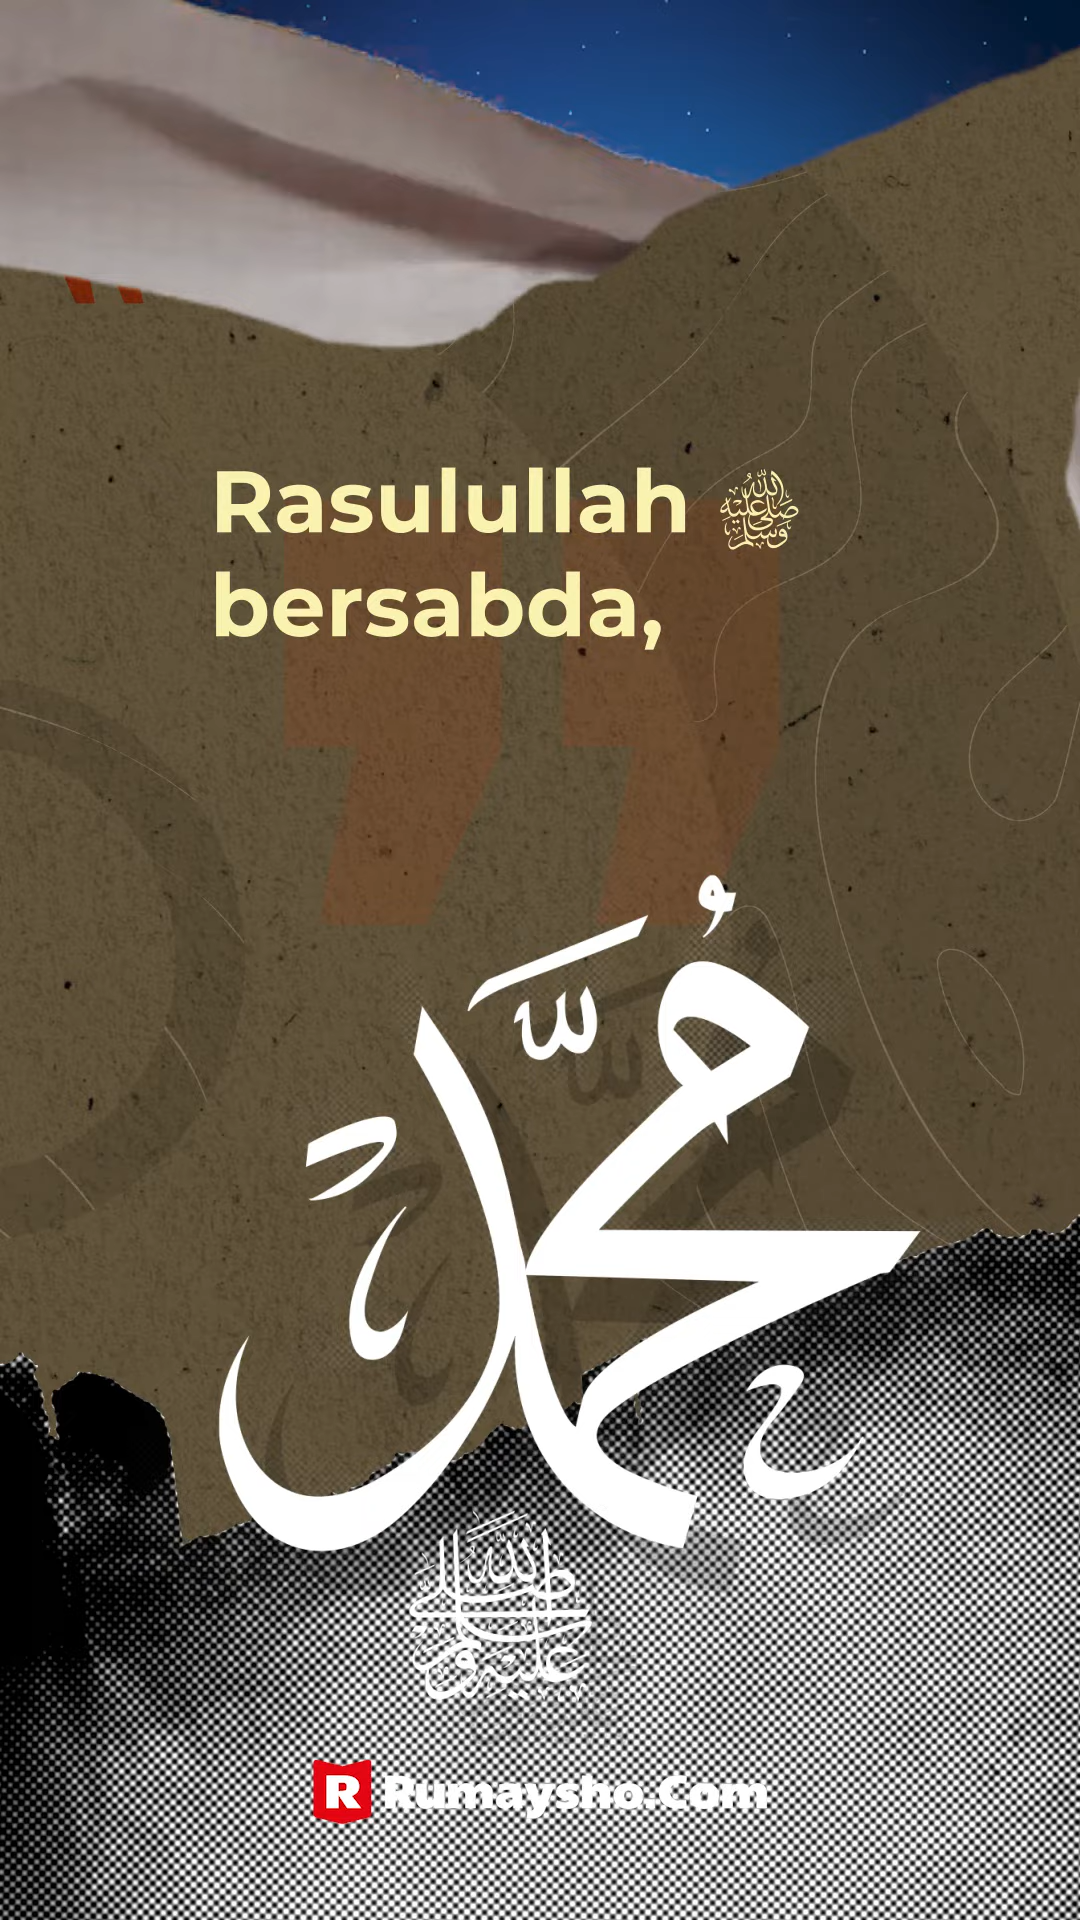 Rasulullah ﷺ
bersabda,
مُحَمَّد
صلى الله عليه وسلم
Rumaysho.Com